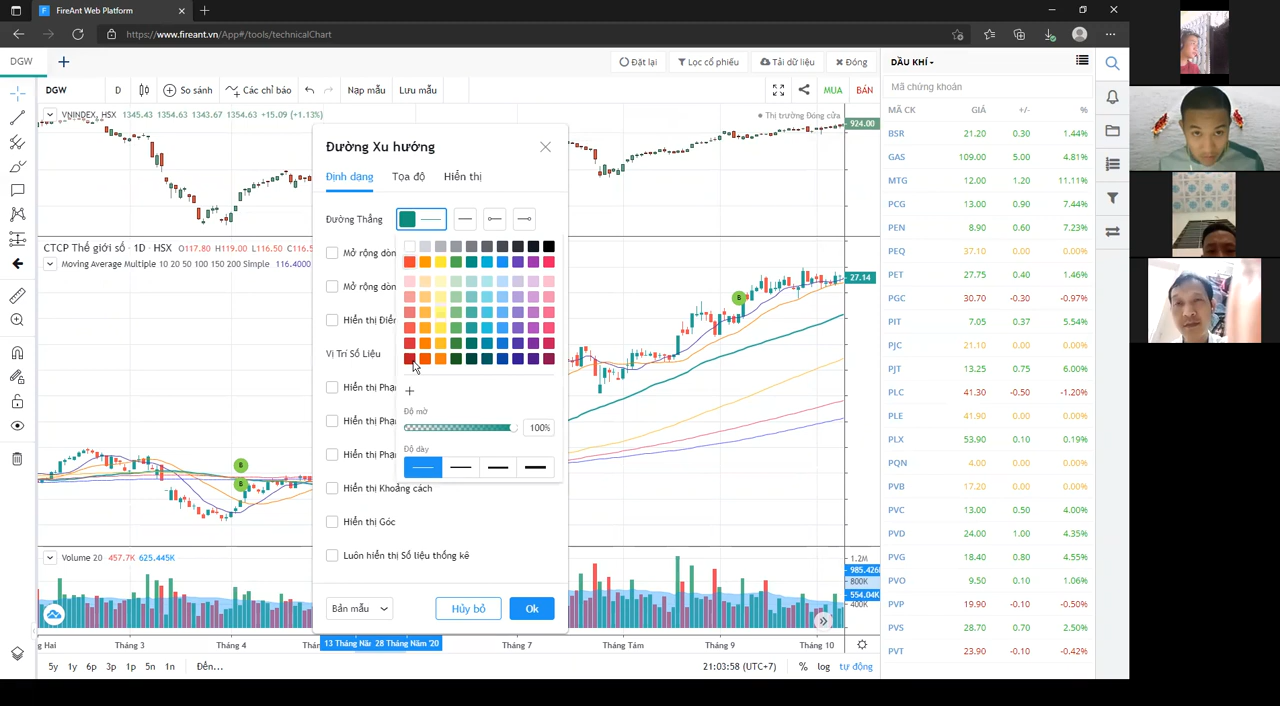 FireAnt Web Platform
https://www.fireant.vn/App#/tools/technicalChart
DGW
Đặt lại
Lọc cổ phiếu
Tải dữ liệu
Đóng
DẦU KHÍ
DGW
D
So sánh
Các chỉ báo
Nạp mẫu
Lưu mẫu
MUA
BÁN
Mã chứng khoán
VNINDEX, HSX 1345.43 1354.63 1343.67 1354.63 +15.09 (+1.13%)
Thị trường Đóng cửa
924.00
MÃ CK GIÁ +/- %
BSR 21.20 0.30 1.44%
GAS 109.00 5.00 4.81%
MTG 12.00 1.20 11.11%
PCG 9.30 0.90 7.23%
PEN 8.90 0.60 7.23%
PEQ 37.10 0.00 0.00%
PET 27.75 0.40 1.46%
PGC 30.70 -0.30 -0.97%
PIT 7.05 0.37 5.54%
PJC 21.10 0.00 0.00%
PJT 13.25 0.75 6.00%
PLC 41.30 -0.50 -1.20%
PLE 41.90 0.00 0.00%
PLX 53.90 0.10 0.19%
PQN 4.00 0.00 0.00%
PVB 17.20 0.00 0.00%
PVC 13.00 0.50 4.00%
PVD 24.00 1.00 4.35%
PVG 18.40 0.80 4.55%
PVO 9.50 0.10 1.06%
PVP 19.90 -0.10 -0.50%
PVS 28.70 0.70 2.50%
PVT 23.90 -0.10 -0.42%
CTCP Thế giới số · 1D · HSX O117.80 H119.00 L116.50 C116.5
Moving Average Multiple 10 20 50 100 150 200 Simple 116.4000
27.14
B
B
B
Đường Xu hướng
Định dạng
Tọa độ
Hiển thị
Đường Thẳng
Mở rộng
Mở rộng
Hiển thị
Vị Trí Số Liệu
Hiển thị
Hiển thị
Hiển thị
Hiển thị Khoảng cách
Hiển thị Góc
Luôn hiển thị Số liệu thống kê
Độ mờ
100%
Độ dày
Bản mẫu
Hủy bỏ
Ok
Volume 20 457.7K 625.445K
1.2M
800K
554.04K
400K
Hai
Tháng 3
Tháng 4
28 Tháng Năm '20
Tháng 7
Tháng Tám
Tháng 9
Tháng 10
5y 1y 6p 3p 1p 5n 1n Đến...
21:03:58 (UTC+7)
% log tự động